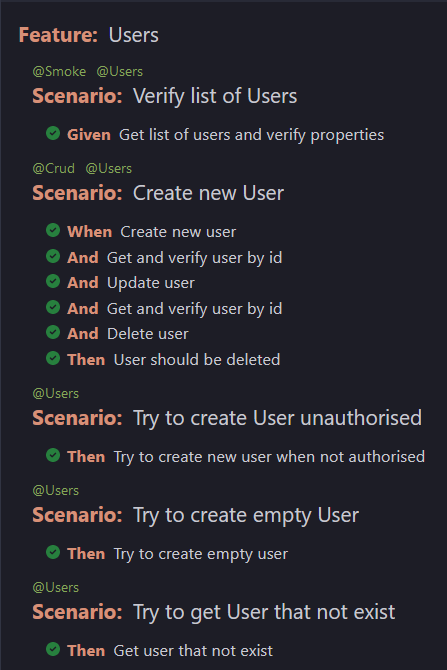 Feature: Users
@Smoke @Users
Scenario: Verify list of Users
Given Get list of users and verify properties
@Crud @Users
Scenario: Create new User
When Create new user
And Get and verify user by id
And Update user
And Get and verify user by id
And Delete user
Then User should be deleted
@Users
Scenario: Try to create User unauthorised
Then Try to create new user when not authorised
@Users
Scenario: Try to create empty User
Then Try to create empty user
@Users
Scenario: Try to get User that not exist
Then Get user that not exist